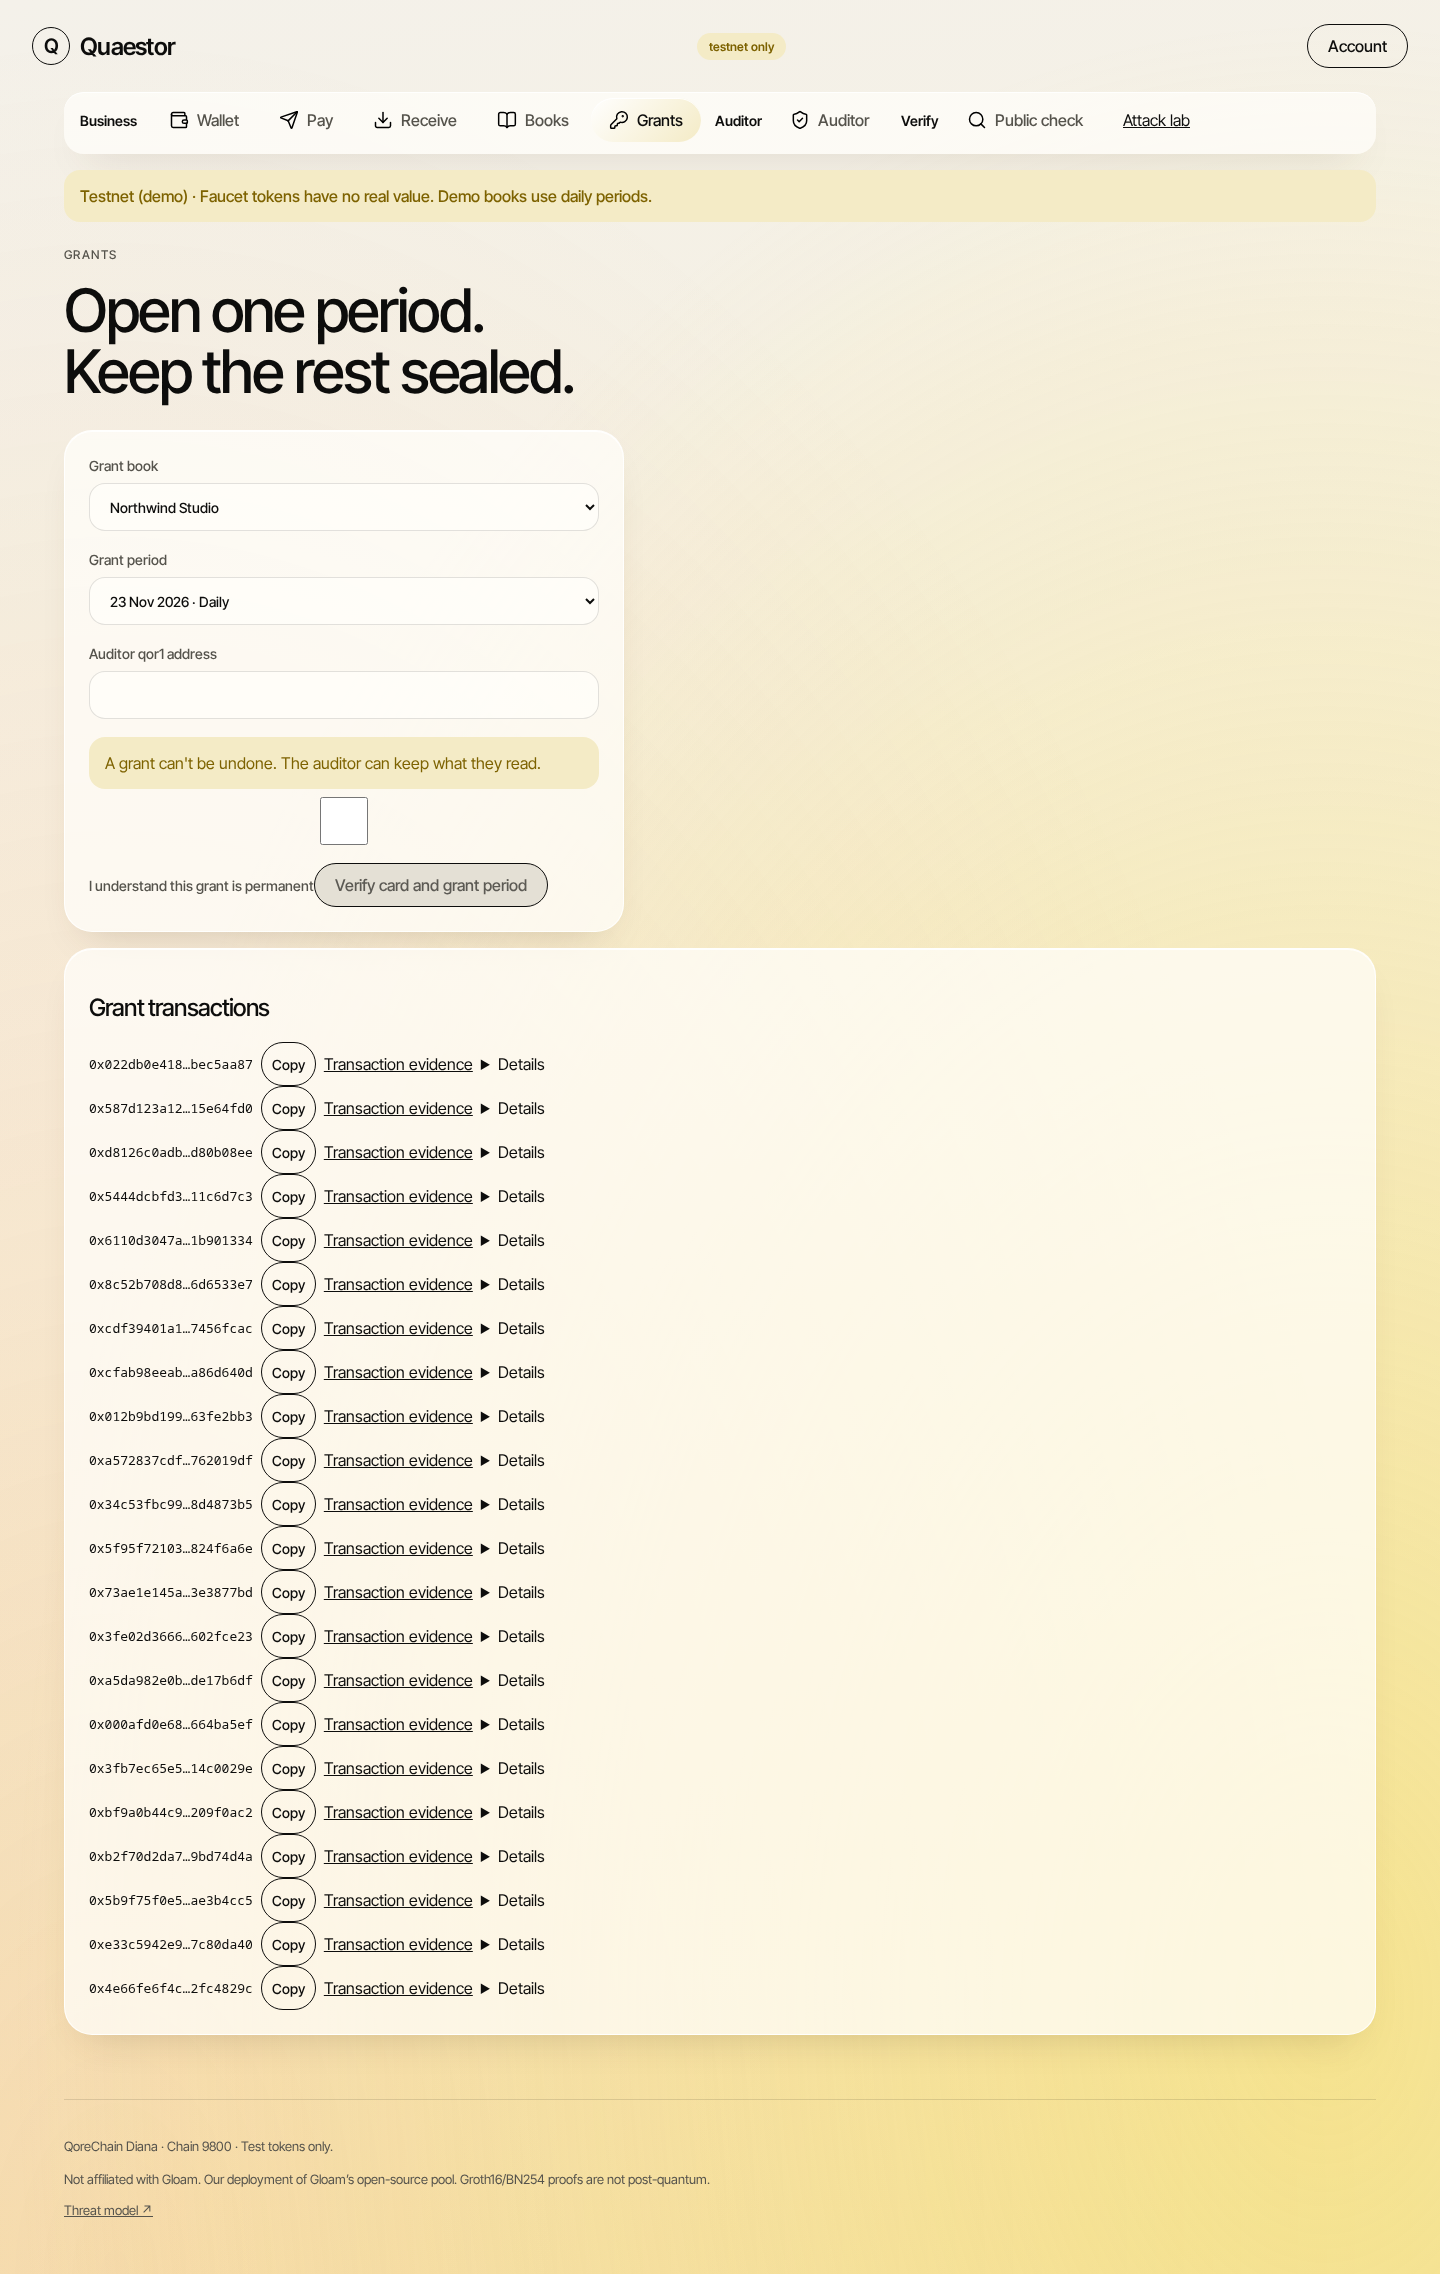 Q Quaestor
testnet only
Account
Business Wallet Pay Receive Books Grants Auditor Auditor Verify Public check Attack lab
Testnet (demo) · Faucet tokens have no real value. Demo books use daily periods.
GRANTS
Open one period.
Keep the rest sealed.
Grant book
Northwind Studio
Grant period
23 Nov 2026 · Daily
Auditor qor1 address
A grant can't be undone. The auditor can keep what they read.
I understand this grant is permanent
Verify card and grant period
Grant transactions
0x022db0e418…bec5aa87 Copy Transaction evidence ▶ Details
0x587d123a12…15e64fd0 Copy Transaction evidence ▶ Details
0xd8126c0adb…d80b08ee Copy Transaction evidence ▶ Details
0x5444dcbfd3…11c6d7c3 Copy Transaction evidence ▶ Details
0x6110d3047a…1b901334 Copy Transaction evidence ▶ Details
0x8c52b708d8…6d6533e7 Copy Transaction evidence ▶ Details
0xcdf39401a1…7456fcac Copy Transaction evidence ▶ Details
0xcfab98eeab…a86d640d Copy Transaction evidence ▶ Details
0x012b9bd199…63fe2bb3 Copy Transaction evidence ▶ Details
0xa572837cdf…762019df Copy Transaction evidence ▶ Details
0x34c53fbc99…8d4873b5 Copy Transaction evidence ▶ Details
0x5f95f72103…824f6a6e Copy Transaction evidence ▶ Details
0x73ae1e145a…3e3877bd Copy Transaction evidence ▶ Details
0x3fe02d3666…602fce23 Copy Transaction evidence ▶ Details
0xa5da982e0b…de17b6df Copy Transaction evidence ▶ Details
0x000afd0e68…664ba5ef Copy Transaction evidence ▶ Details
0x3fb7ec65e5…14c0029e Copy Transaction evidence ▶ Details
0xbf9a0b44c9…209f0ac2 Copy Transaction evidence ▶ Details
0xb2f70d2da7…9bd74d4a Copy Transaction evidence ▶ Details
0x5b9f75f0e5…ae3b4cc5 Copy Transaction evidence ▶ Details
0xe33c5942e9…7c80da40 Copy Transaction evidence ▶ Details
0x4e66fe6f4c…2fc4829c Copy Transaction evidence ▶ Details
QoreChain Diana · Chain 9800 · Test tokens only.
Not affiliated with Gloam. Our deployment of Gloam's open-source pool. Groth16/BN254 proofs are not post-quantum.
Threat model ↗